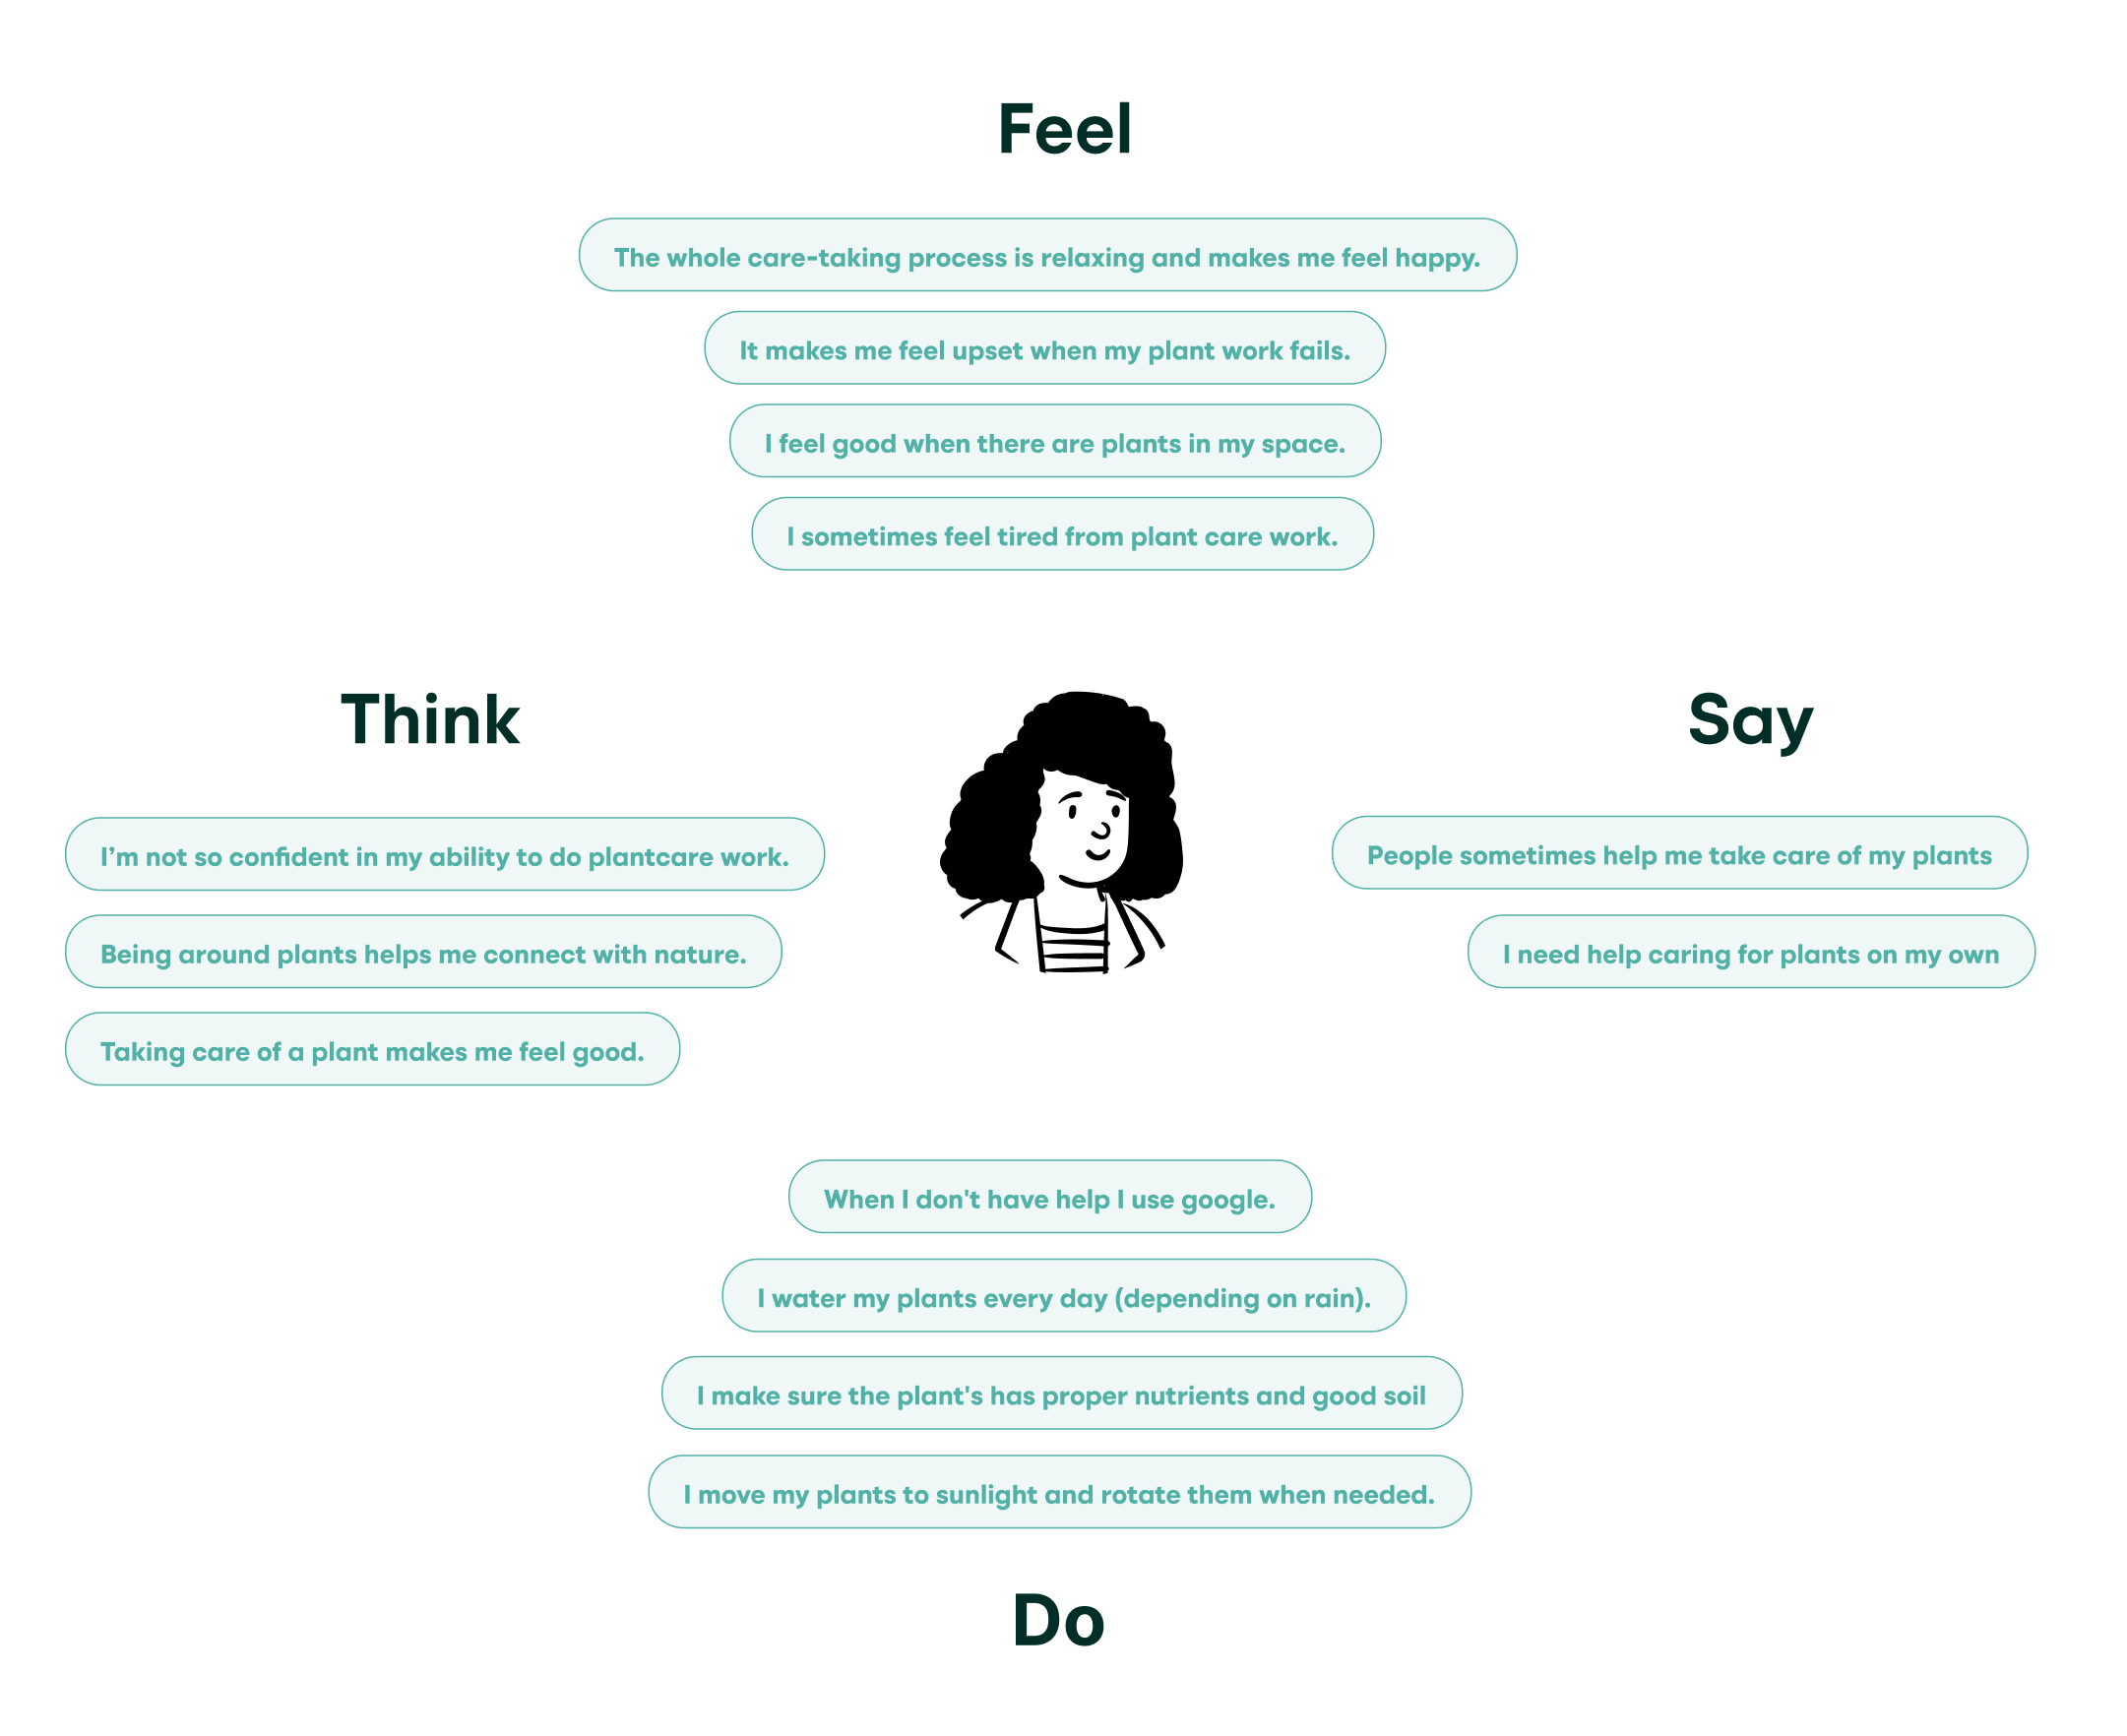 Feel
The whole care-taking process is relaxing and makes me feel happy.
It makes me feel upset when my plant work fails.
I feel good when there are plants in my space.
I sometimes feel tired from plant care work.
Think
I’m not so confident in my ability to do plantcare work.
Being around plants helps me connect with nature.
Taking care of a plant makes me feel good.
Say
People sometimes help me take care of my plants
I need help caring for plants on my own
When I don't have help I use google.
I water my plants every day (depending on rain).
I make sure the plant's has proper nutrients and good soil
I move my plants to sunlight and rotate them when needed.
Do